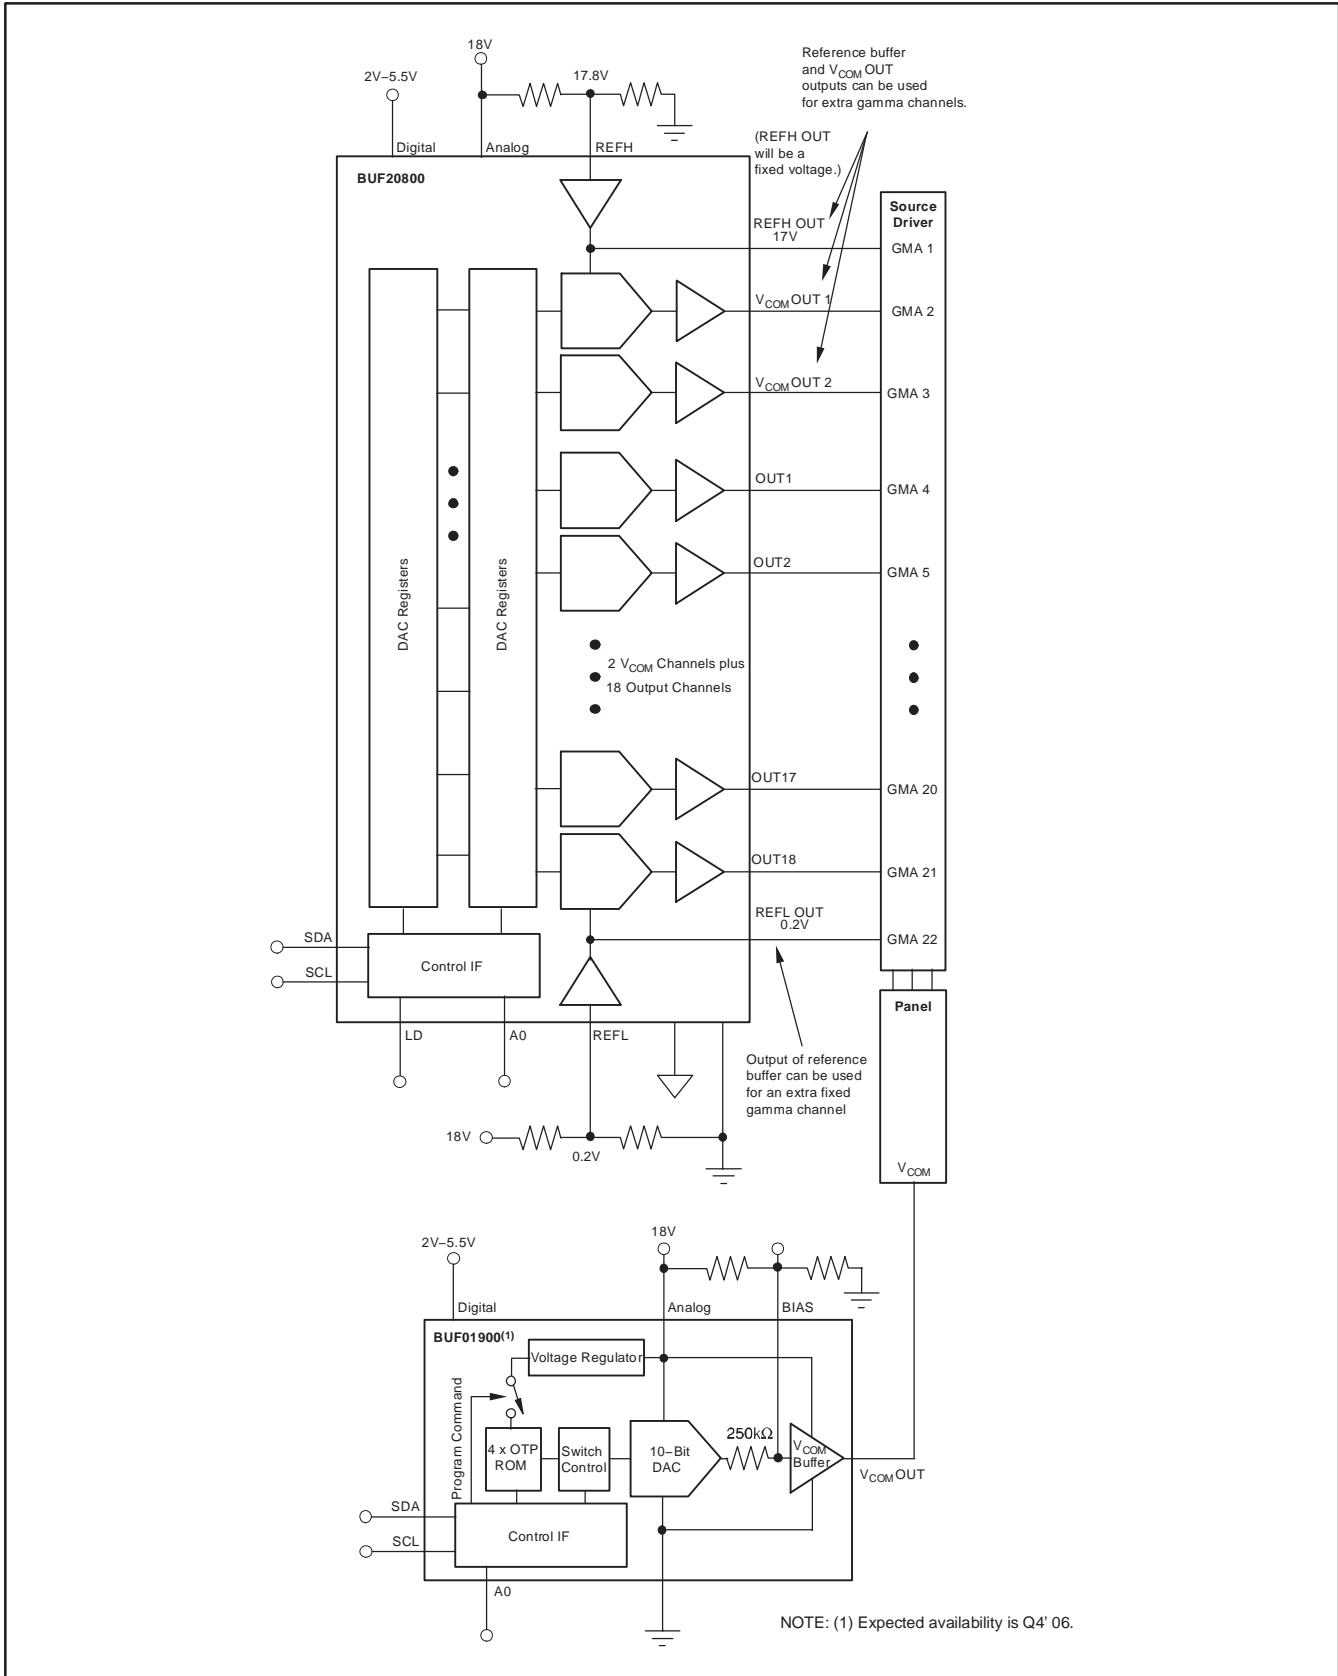 18V
2V–5.5V
17.8V
Reference buffer
and VCOM OUT
outputs can be used
for extra gamma channels.
Digital
Analog
REFH
(REFH OUT
will be a
fixed voltage.)
BUF20800
Source
Driver
REFH OUT
17V
GMA 1
VCOM OUT 1
GMA 2
VCOM OUT 2
GMA 3
OUT1
GMA 4
OUT2
GMA 5
DAC Registers
DAC Registers
2 VCOM Channels plus
18 Output Channels
OUT17
GMA 20
OUT18
GMA 21
REFL OUT
0.2V
GMA 22
SDA
SCL
Control IF
Panel
LD
A0
REFL
Output of reference
buffer can be used
for an extra fixed
gamma channel
18V
0.2V
VCOM
18V
2V–5.5V
Digital
Analog
BIAS
BUF01900(1)
Voltage Regulator
Program Command
4 x OTP
ROM
Switch
Control
10–Bit
DAC
250kΩ
VCOM
Buffer
VCOM OUT
SDA
SCL
Control IF
A0
NOTE: (1) Expected availability is Q4' 06.